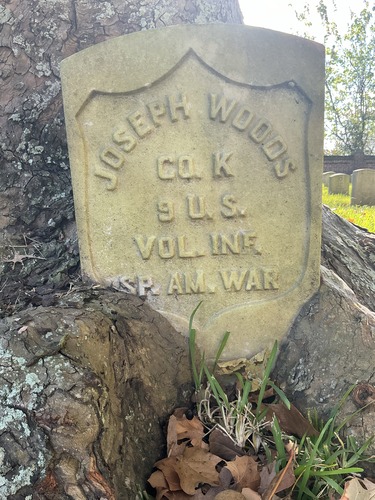 JOSEPH WOODS
CO. K
9 U.S.
VOL. INF.
SP. AM. WAR